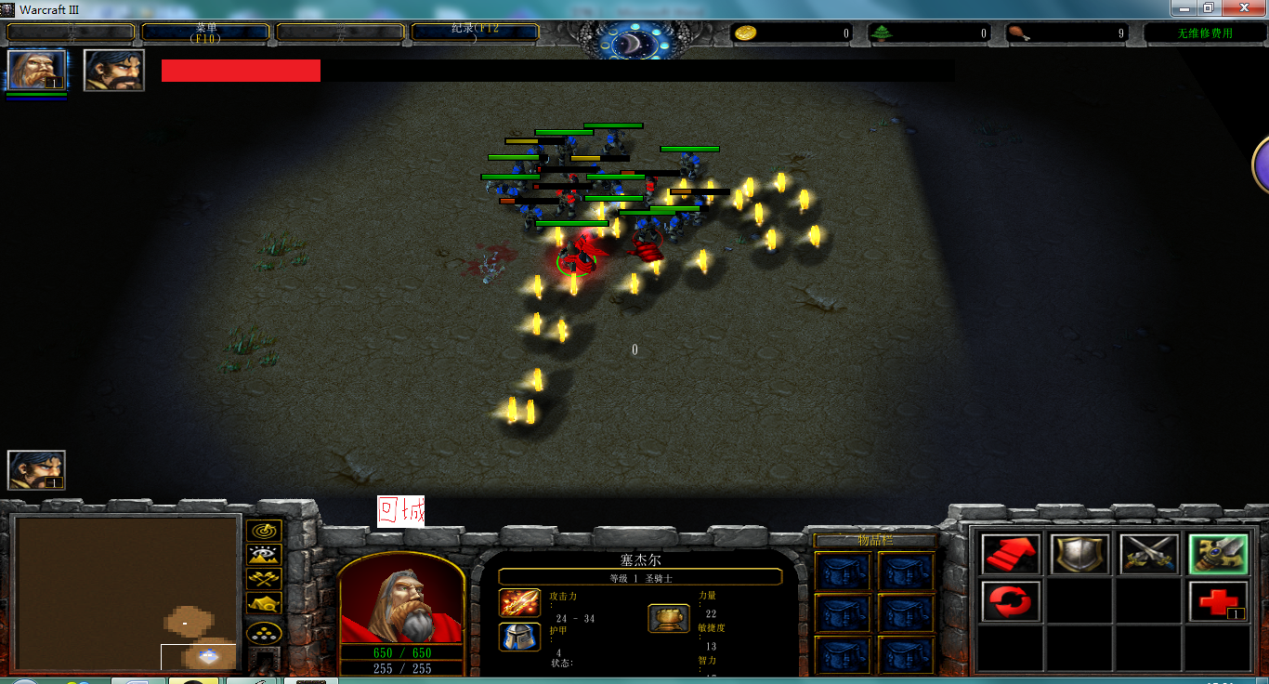 Warcraft III
菜单
(F10)
纪录(F12
)
0
0
9
无维修费用
1
0
1
回城
塞杰尔
等级 1 圣骑士
攻击力
:
24 - 34
护甲
:
4
状态:
力量
:
22
敏捷度
:
13
智力
:
650 / 650
255 / 255
物品栏
1